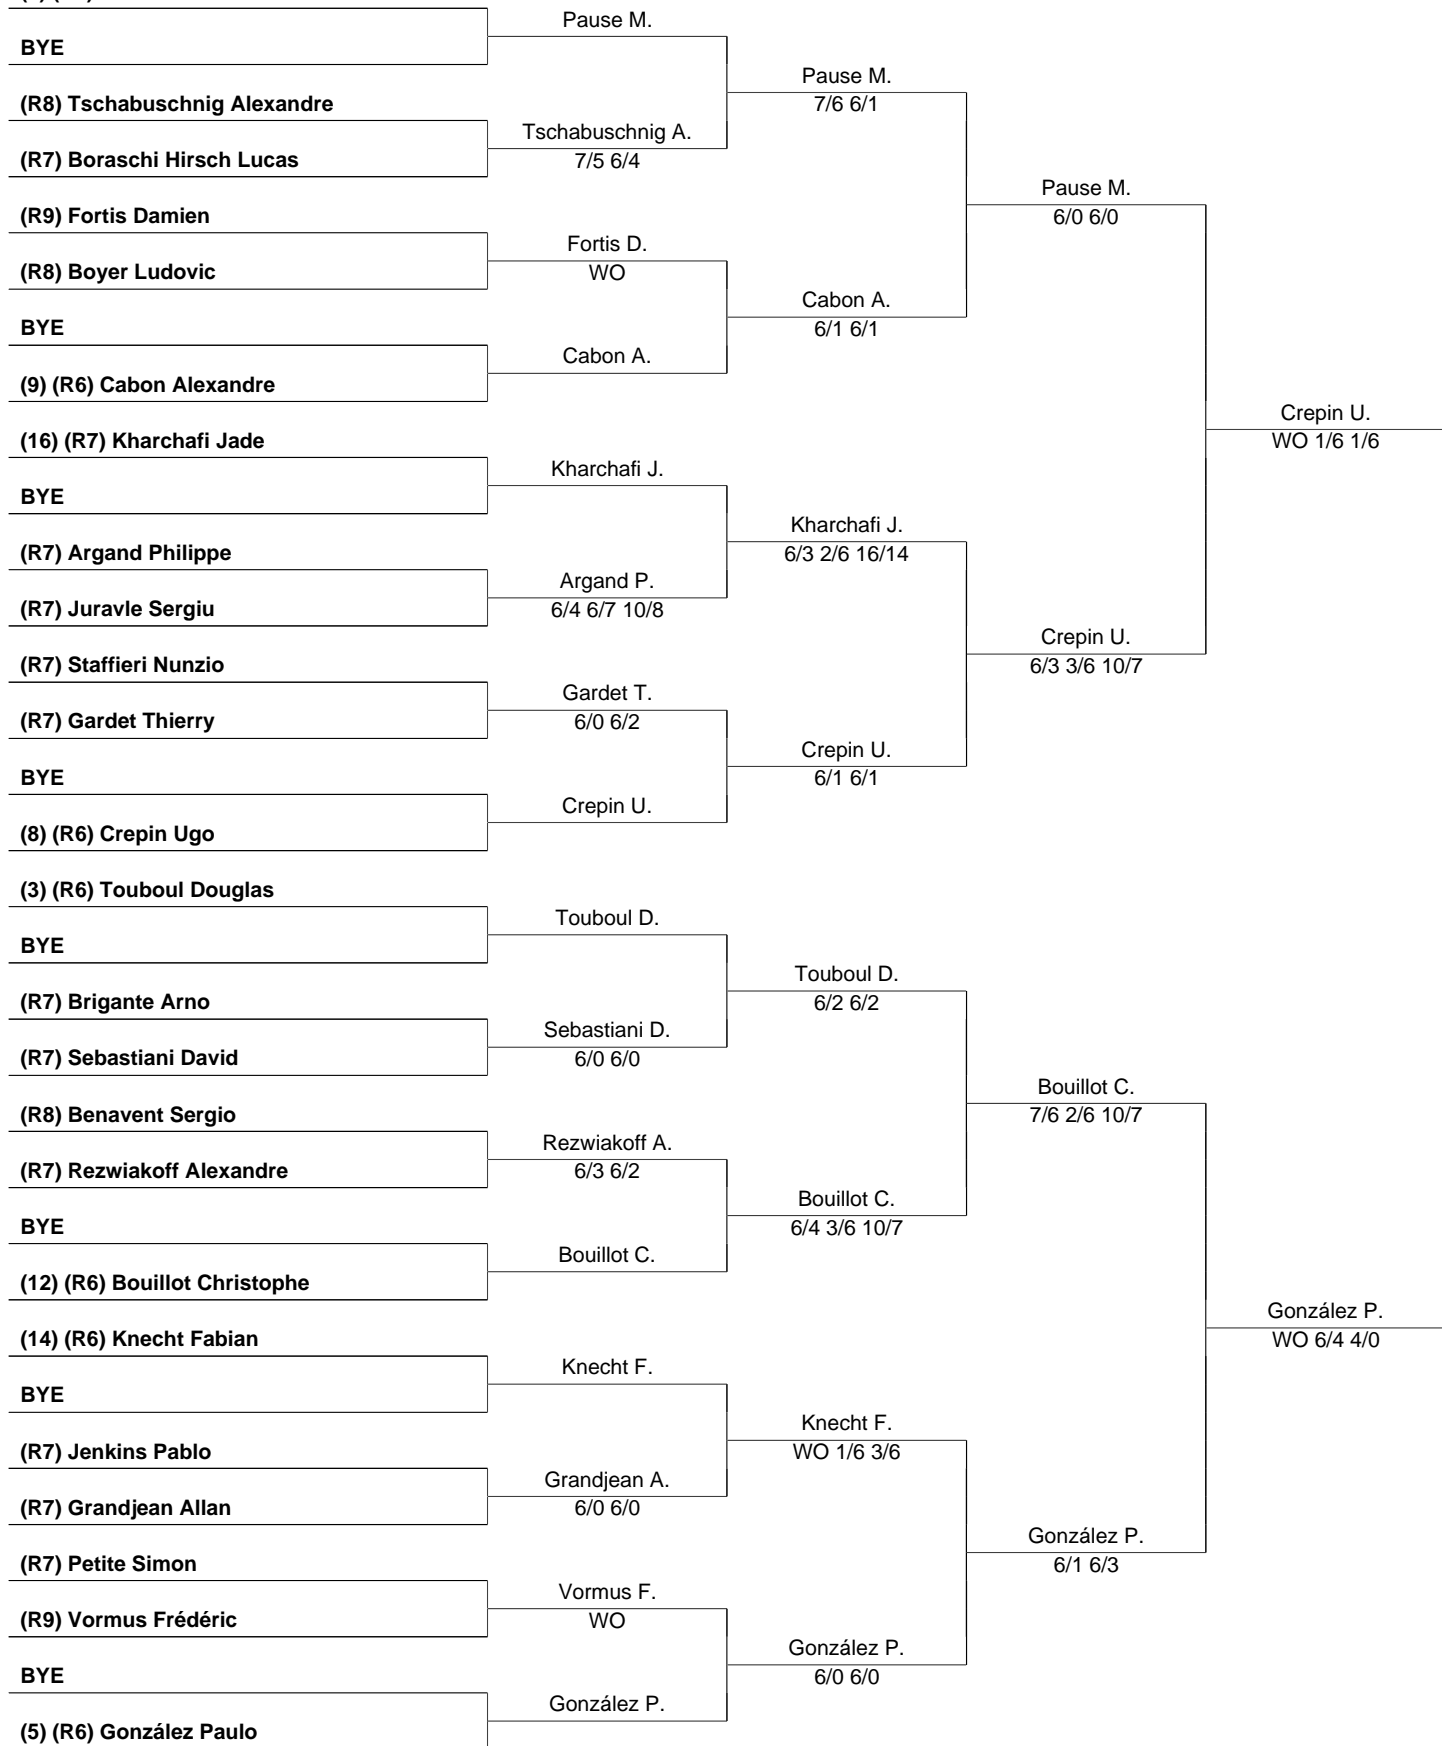 BYE
(R8) Tschabuschnig Alexandre
(R7) Boraschi Hirsch Lucas
(R9) Fortis Damien
(R8) Boyer Ludovic
BYE
(9) (R6) Cabon Alexandre
(16) (R7) Kharchafi Jade
BYE
(R7) Argand Philippe
(R7) Juravle Sergiu
(R7) Staffieri Nunzio
(R7) Gardet Thierry
BYE
(8) (R6) Crepin Ugo
(3) (R6) Touboul Douglas
BYE
(R7) Brigante Arno
(R7) Sebastiani David
(R8) Benavent Sergio
(R7) Rezwiakoff Alexandre
BYE
(12) (R6) Bouillot Christophe
(14) (R6) Knecht Fabian
BYE
(R7) Jenkins Pablo
(R7) Grandjean Allan
(R7) Petite Simon
(R9) Vormus Frédéric
BYE
(5) (R6) González Paulo
Pause M.
Tschabuschnig A.
7/5 6/4
Fortis D.
WO
Cabon A.
Kharchafi J.
Argand P.
6/4 6/7 10/8
Gardet T.
6/0 6/2
Crepin U.
Touboul D.
Sebastiani D.
6/0 6/0
Rezwiakoff A.
6/3 6/2
Bouillot C.
Knecht F.
Grandjean A.
6/0 6/0
Vormus F.
WO
González P.
Pause M.
7/6 6/1
Cabon A.
6/1 6/1
Kharchafi J.
6/3 2/6 16/14
Crepin U.
6/1 6/1
Touboul D.
6/2 6/2
Bouillot C.
6/4 3/6 10/7
Knecht F.
WO 1/6 3/6
González P.
6/0 6/0
Pause M.
6/0 6/0
Crepin U.
6/3 3/6 10/7
Bouillot C.
7/6 2/6 10/7
González P.
6/1 6/3
Crepin U.
WO 1/6 1/6
González P.
WO 6/4 4/0